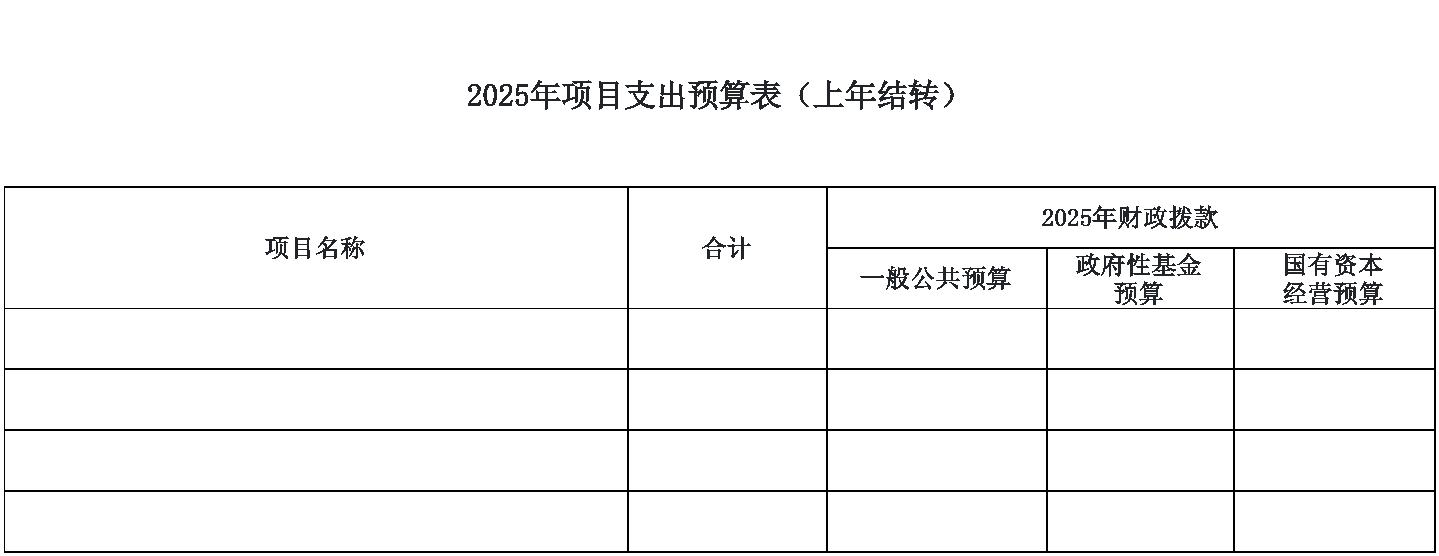 2025年项目支出预算表（上年结转）
项目名称
合计
2025年财政拨款
一般公共预算
政府性基金
预算
国有资本
经营预算